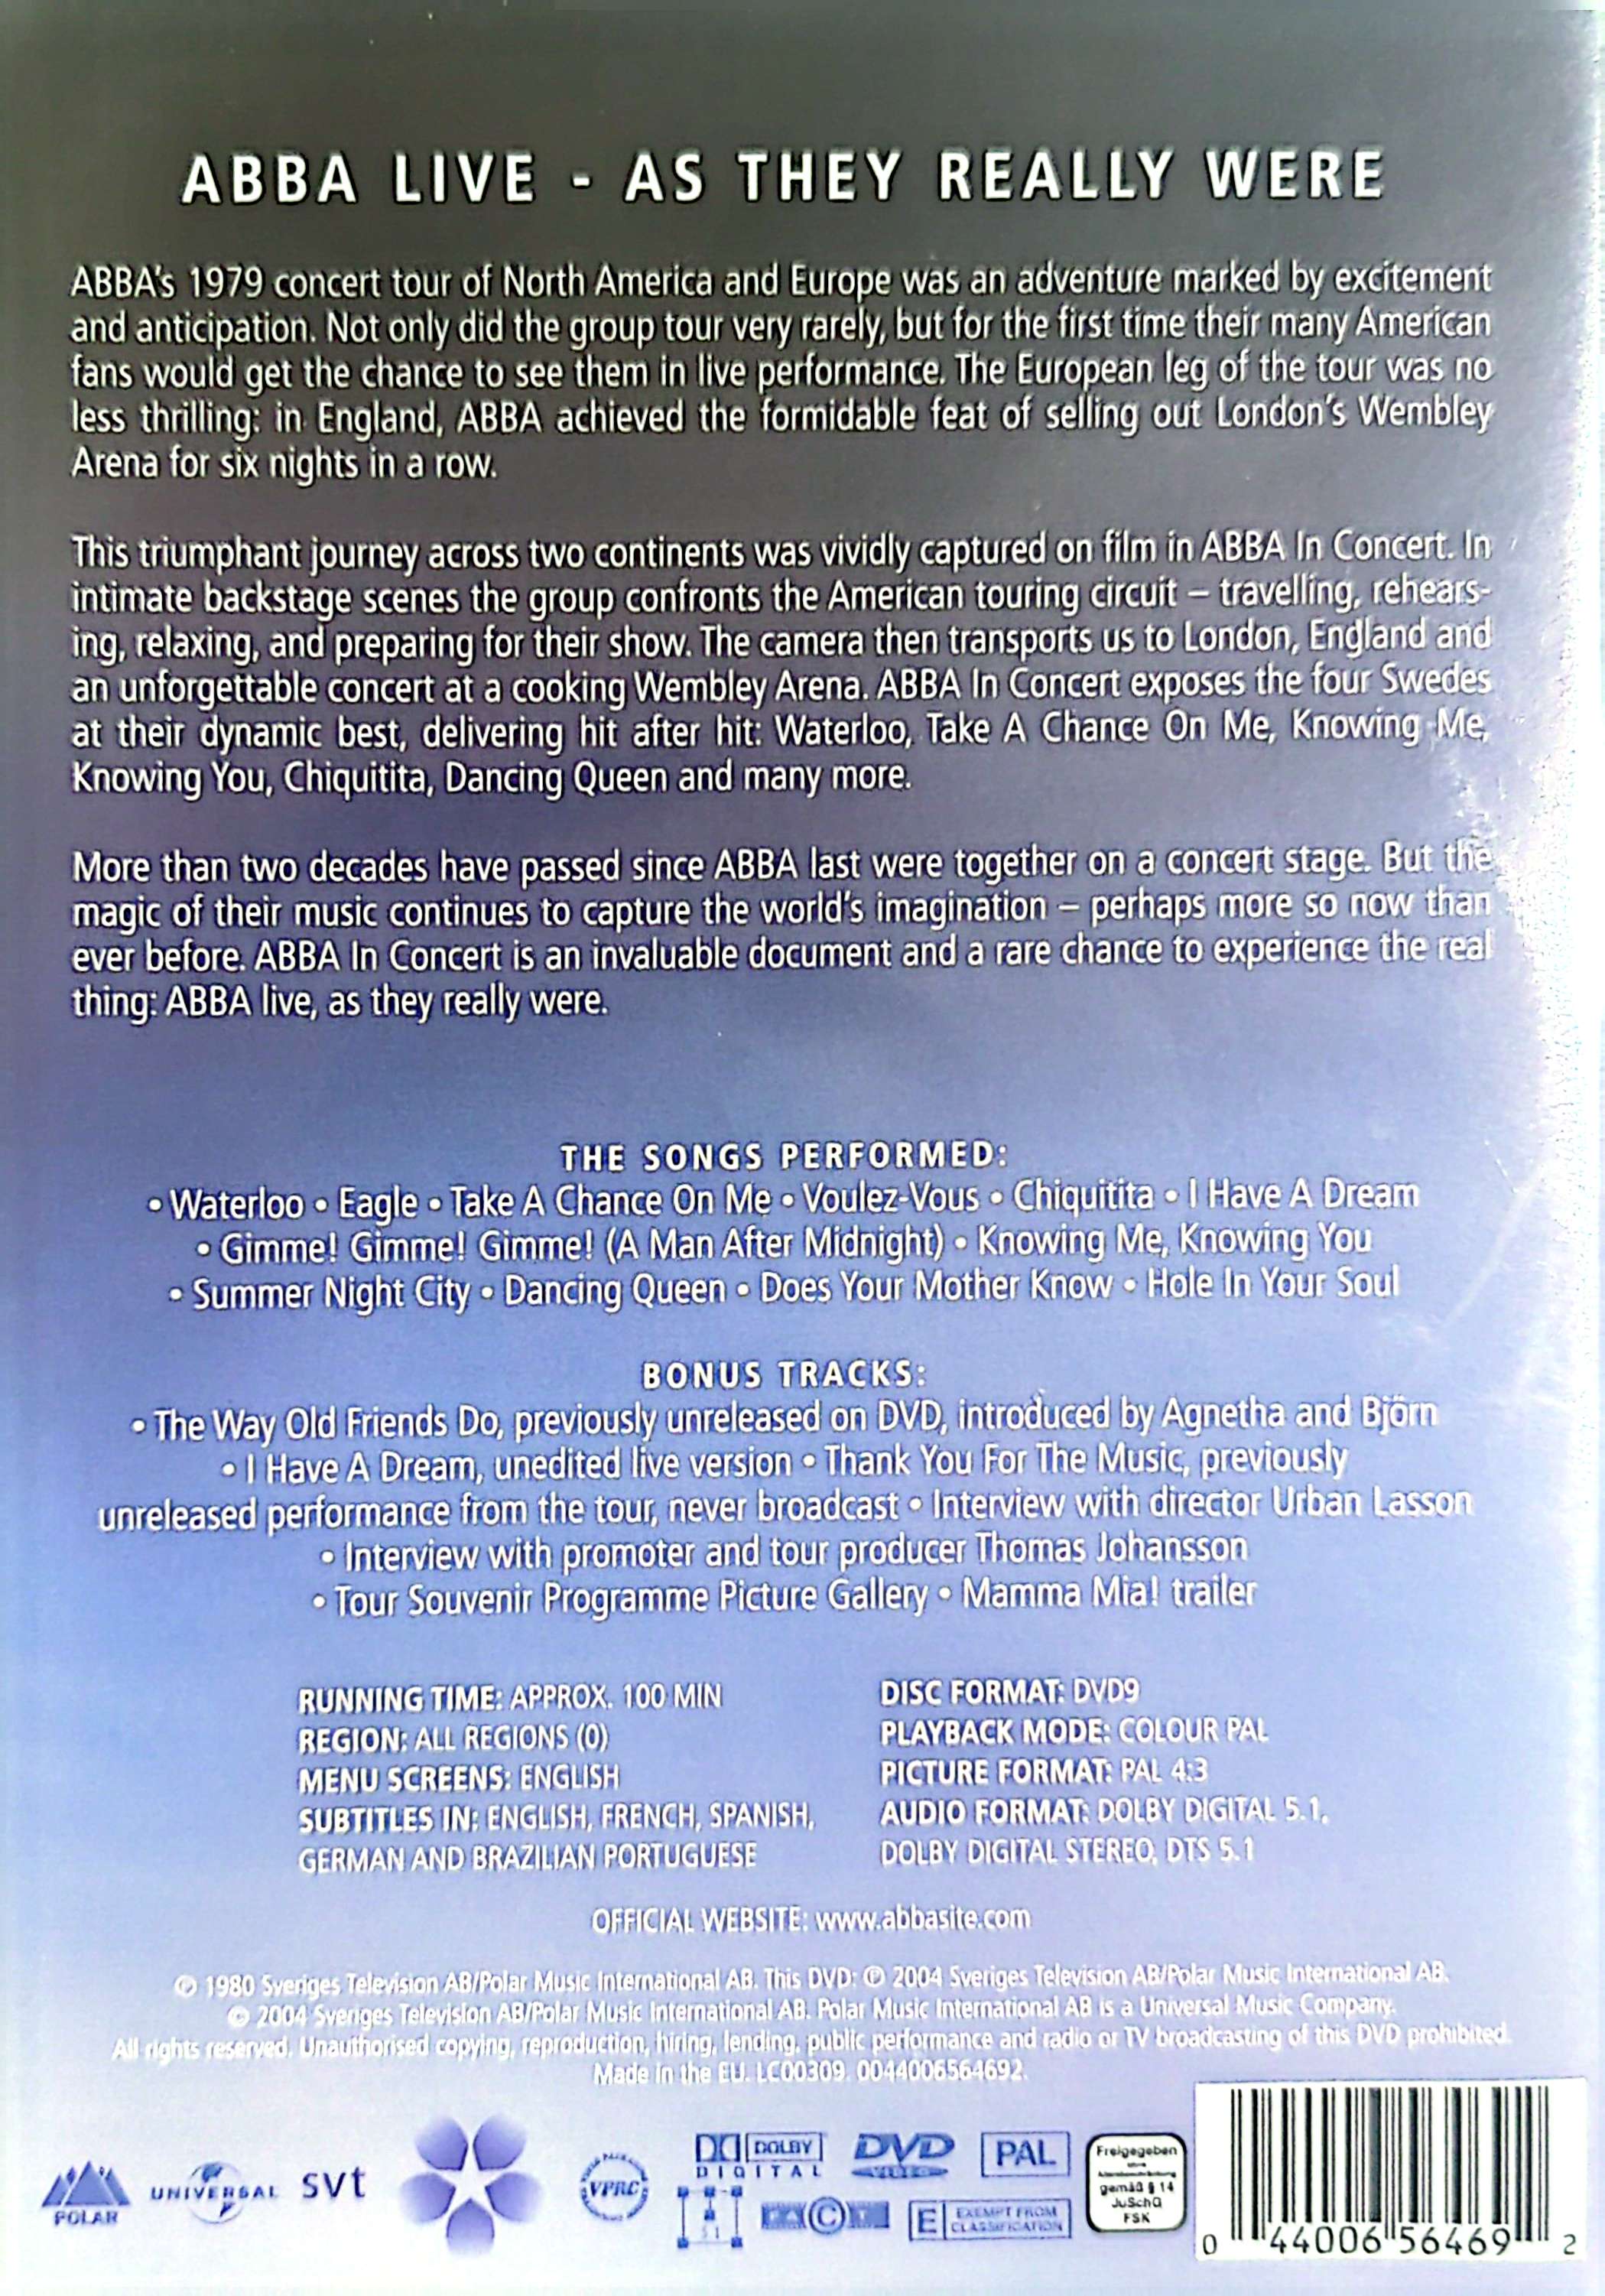 ABBA LIVE - AS THEY REALLY WERE
ABBA's 1979 concert tour of North America and Europe was an adventure marked by excitement
and anticipation. Not only did the group tour very rarely, but for the first time their many American
fans would get the chance to see them in live performance. The European leg of the tour was no
less thrilling: in England, ABBA achieved the formidable feat of selling out London's Wembley
Arena for six nights in a row.
This triumphant journey across two continents was vividly captured on film in ABBA In Concert. In
intimate backstage scenes the group confronts the American touring circuit – travelling, rehears-
ing, relaxing, and preparing for their show. The camera then transports us to London, England and
an unforgettable concert at a cooking Wembley Arena. ABBA In Concert exposes the four Swedes
at their dynamic best, delivering hit after hit: Waterloo, Take A Chance On Me, Knowing Me,
Knowing You, Chiquitita, Dancing Queen and many more.
More than two decades have passed since ABBA last were together on a concert stage. But the
magic of their music continues to capture the world's imagination – perhaps more so now than
ever before. ABBA In Concert is an invaluable document and a rare chance to experience the real
thing: ABBA live, as they really were.
THE SONGS PERFORMED:
• Waterloo • Eagle • Take A Chance On Me • Voulez-Vous • Chiquitita • I Have A Dream
• Gimme! Gimme! Gimme! (A Man After Midnight) • Knowing Me, Knowing You
• Summer Night City • Dancing Queen • Does Your Mother Know • Hole In Your Soul
BONUS TRACKS:
• The Way Old Friends Do, previously unreleased on DVD, introduced by Agnetha and Björn
• I Have A Dream, unedited live version • Thank You For The Music, previously
unreleased performance from the tour, never broadcast • Interview with director Urban Lasson
• Interview with promoter and tour producer Thomas Johansson
• Tour Souvenir Programme Picture Gallery • Mamma Mia! trailer
RUNNING TIME: APPROX. 100 MIN
REGION: ALL REGIONS (0)
MENU SCREENS: ENGLISH
SUBTITLES IN: ENGLISH, FRENCH, SPANISH,
GERMAN AND BRAZILIAN PORTUGUESE
DISC FORMAT: DVD9
PLAYBACK MODE: COLOUR PAL
PICTURE FORMAT: PAL 4:3
AUDIO FORMAT: DOLBY DIGITAL 5.1,
DOLBY DIGITAL STEREO, DTS 5.1
OFFICIAL WEBSITE: www.abbasite.com
℗ 1980 Sveriges Television AB/Polar Music International AB. This DVD: ℗ 2004 Sveriges Television AB/Polar Music International AB.
© 2004 Sveriges Television AB/Polar Music International AB. Polar Music International AB is a Universal Music Company.
All rights reserved. Unauthorised copying, reproduction, hiring, lending, public performance and radio or TV broadcasting of this DVD prohibited.
Made in the EU. LC00309. 0044006564692.
POLAR
UNIVERSAL
svt
VPRC
DOLBY
DIGITAL
5.1
DVD
VIDEO
PAL
FACT
E EXEMPT FROM
CLASSIFICATION
Freigegeben
ohne
Altersbeschränkung
gemäß § 14
JuSchG
FSK
0 44006 56469 2